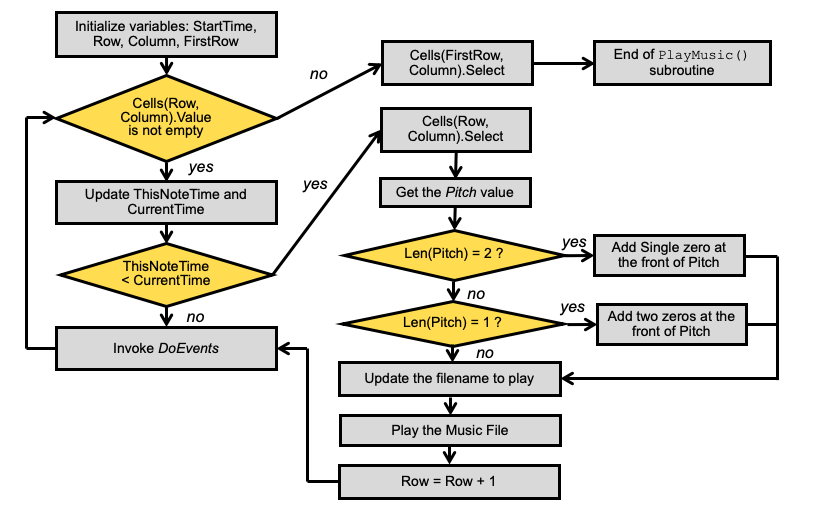 Initialize variables: StartTime,
Row, Column, FirstRow
Cells(Row,
Column).Value
is not empty
no
Cells(FirstRow,
Column).Select
End of PlayMusic()
subroutine
yes
Update ThisNoteTime and
CurrentTime
ThisNoteTime
< CurrentTime
yes
no
Invoke DoEvents
Cells(Row,
Column).Select
Get the Pitch value
Len(Pitch) = 2 ?
yes
Add Single zero at
the front of Pitch
no
Len(Pitch) = 1 ?
yes
Add two zeros at the
front of Pitch
no
Update the filename to play
Play the Music File
Row = Row + 1